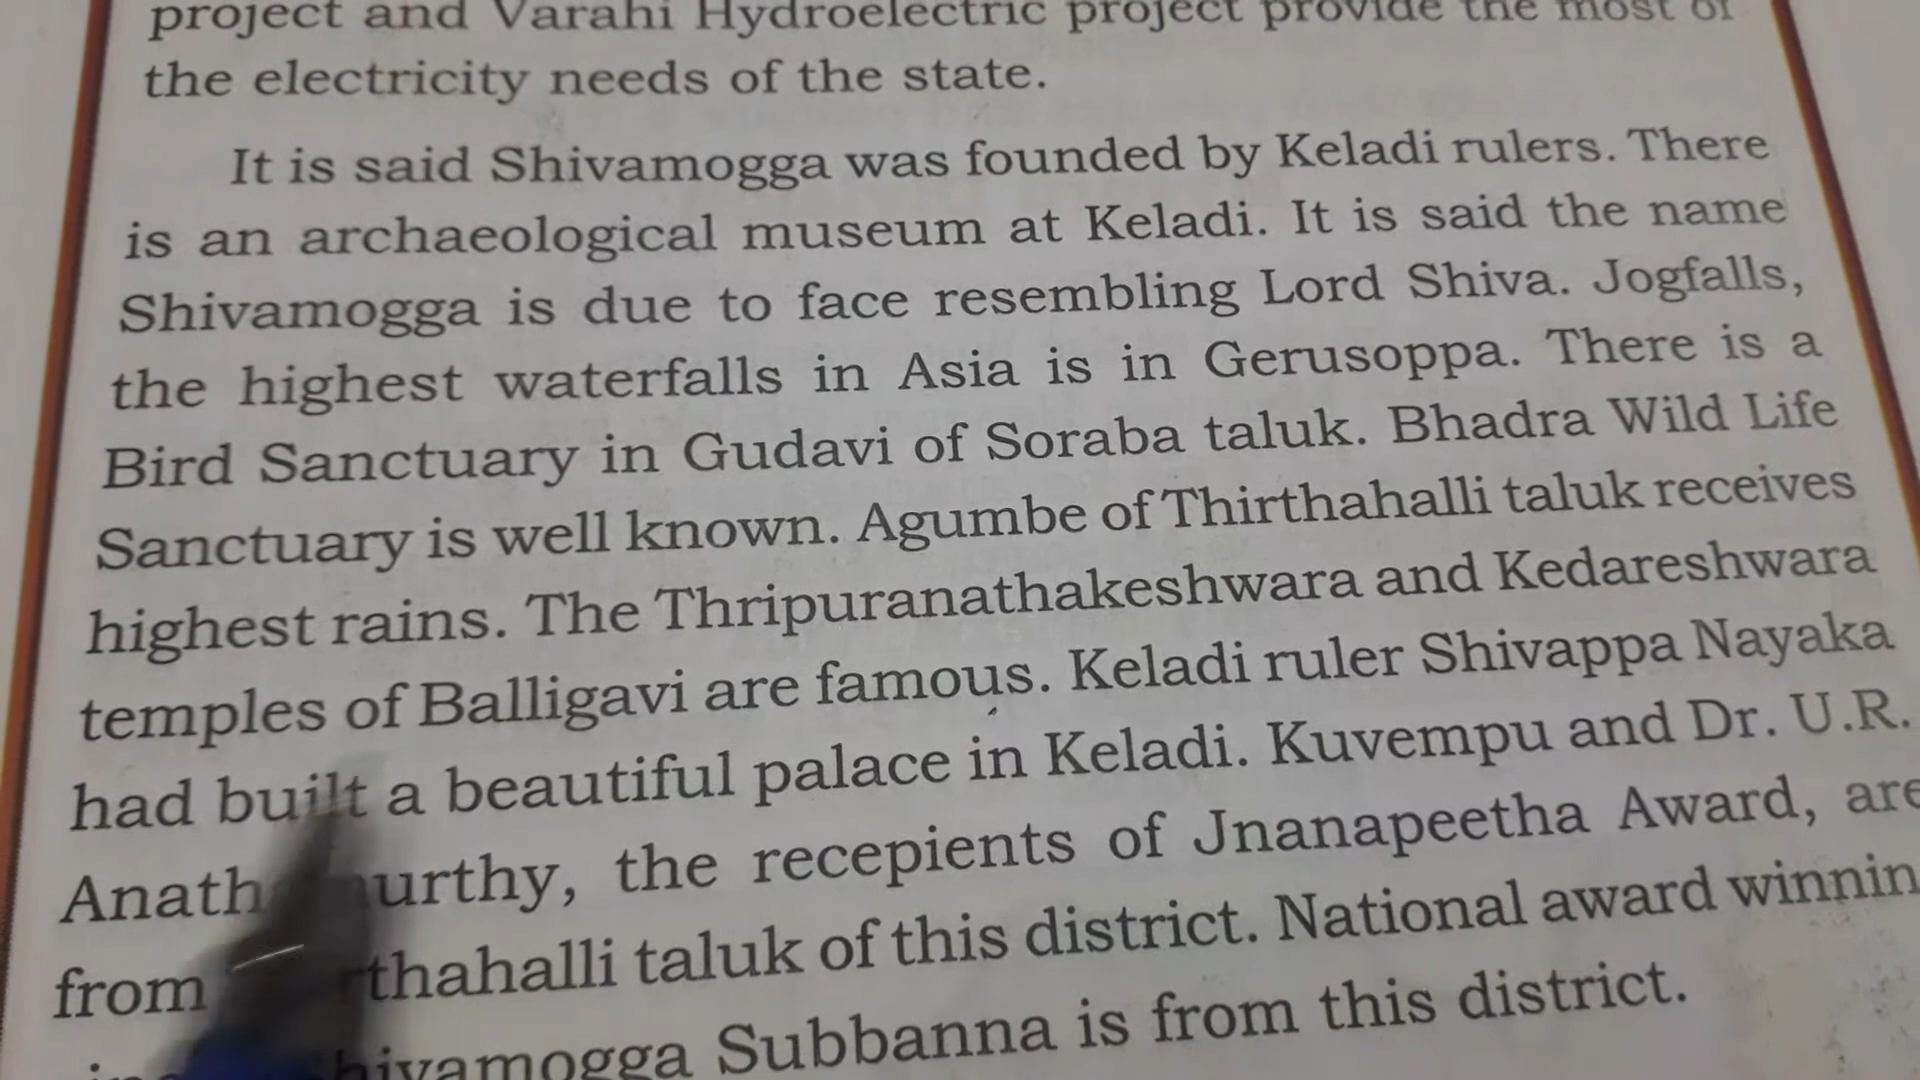 project and Varahi Hydroelectric project provide the most of
the electricity needs of the state.
It is said Shivamogga was founded by Keladi rulers. There
is an archaeological museum at Keladi. It is said the name
Shivamogga is due to face resembling Lord Shiva. Jogfalls,
the highest waterfalls in Asia is in Gerusoppa. There is a
Bird Sanctuary in Gudavi of Soraba taluk. Bhadra Wild Life
Sanctuary is well known. Agumbe of Thirthahalli taluk receives
highest rains. The Thripuranathakeshwara and Kedareshwara
temples of Balligavi are famous. Keladi ruler Shivappa Nayaka
had built a beautiful palace in Keladi. Kuvempu and Dr. U.R.
the recepients of Jnanapeetha Award, are
from taluk of this district. National award
Subbanna is from this district.